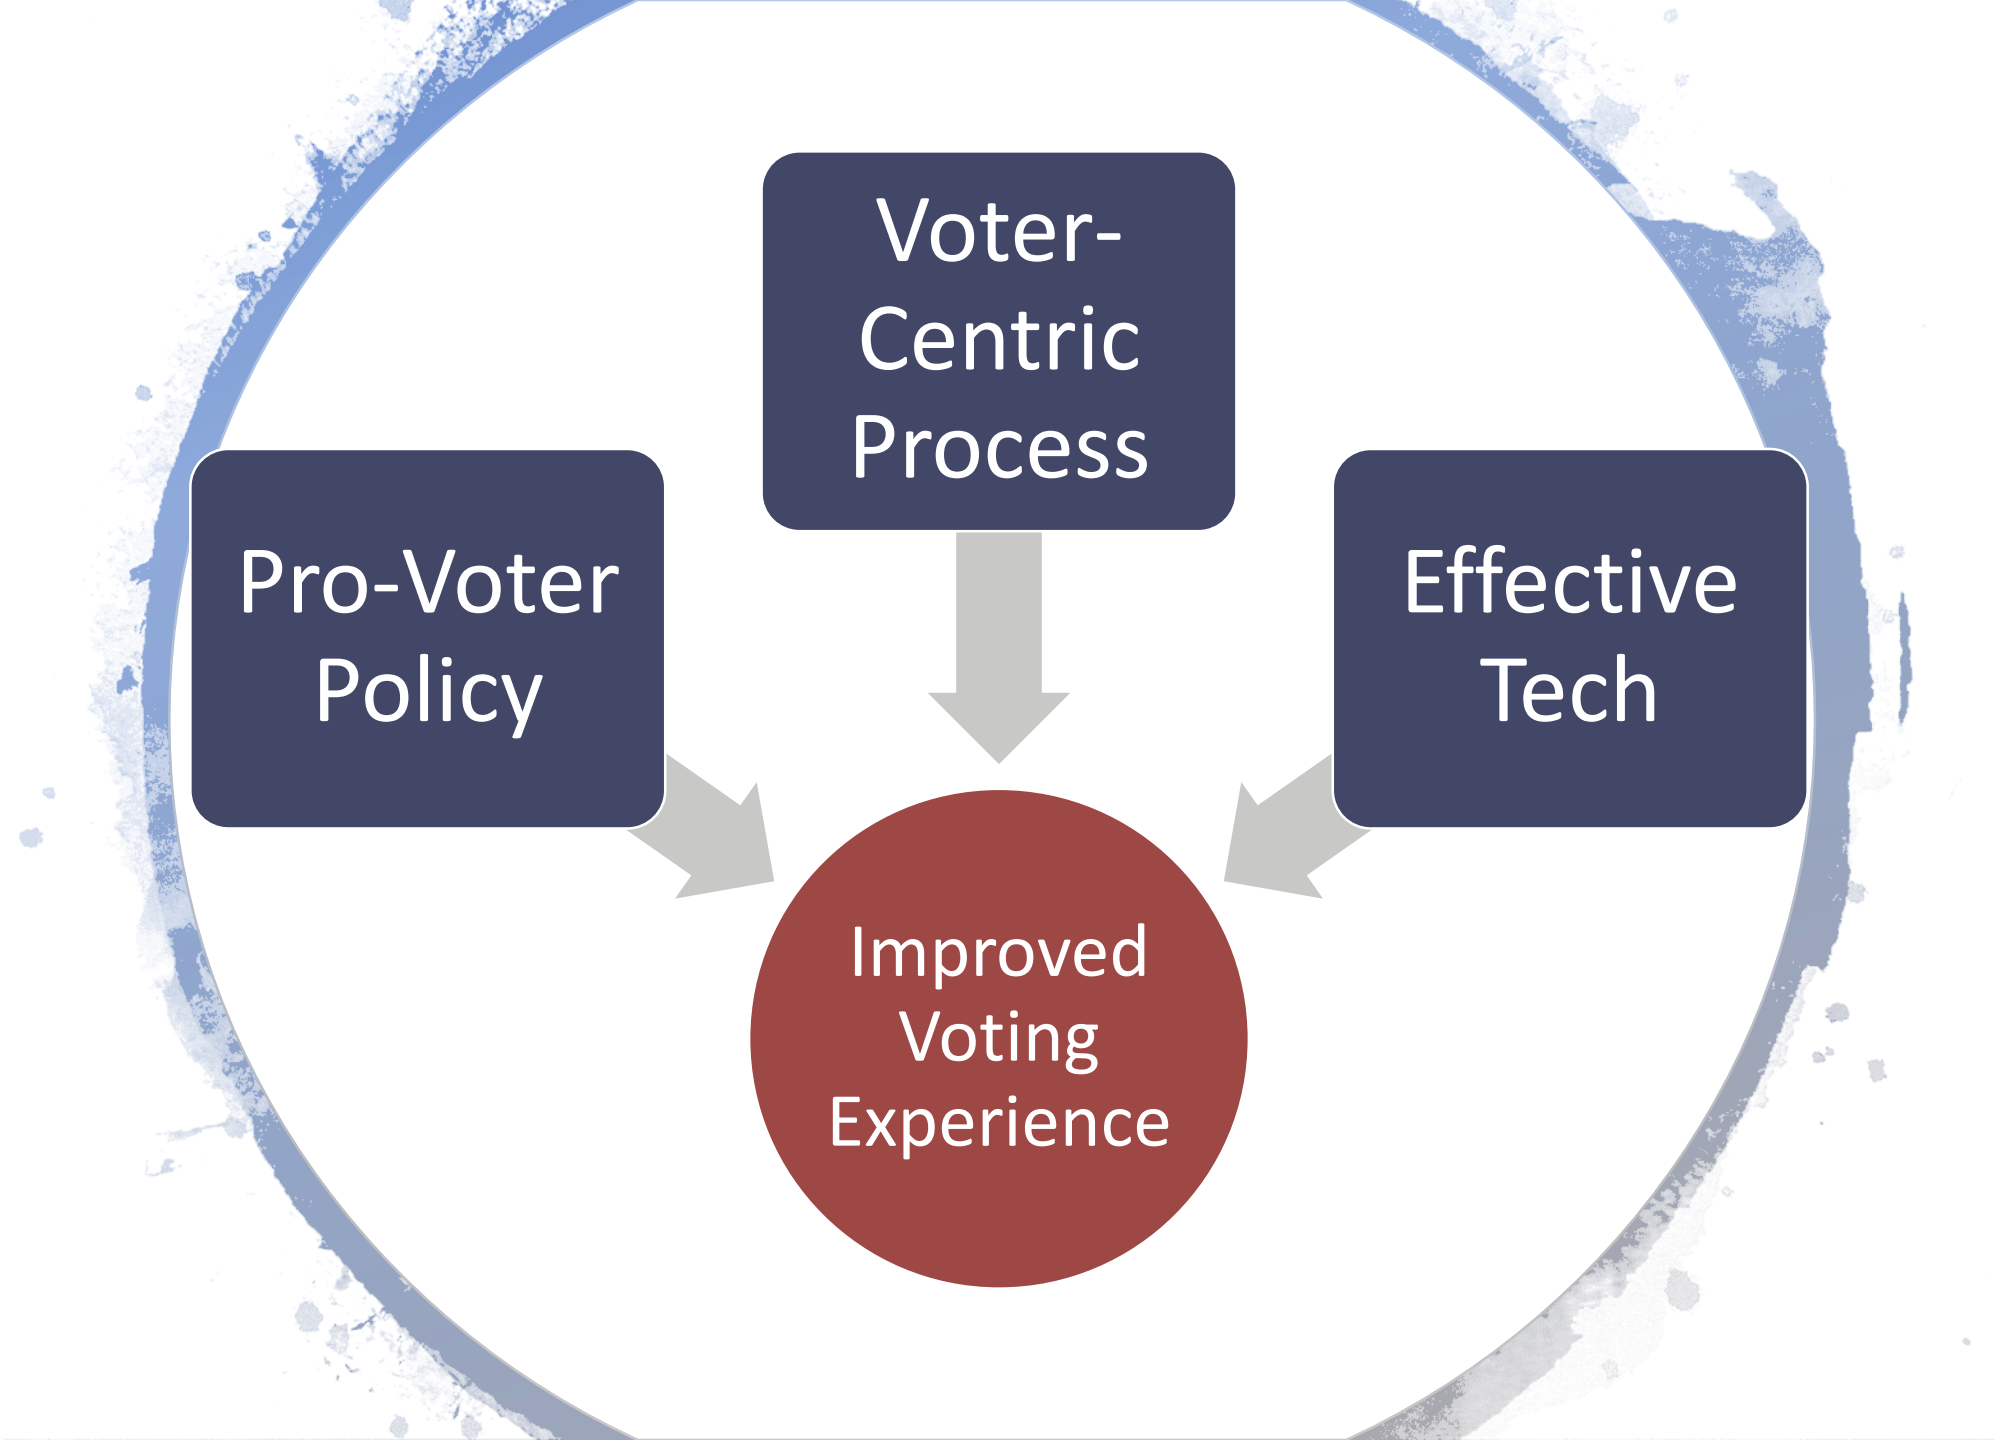 Voter-
Centric
Process
Pro-Voter
Policy
Effective
Tech
Improved
Voting
Experience